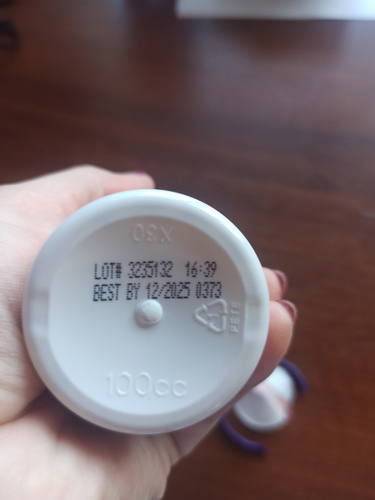 X30
LOT# 3235132 16:39
BEST BY 12/2025 0373
PETE
100cc